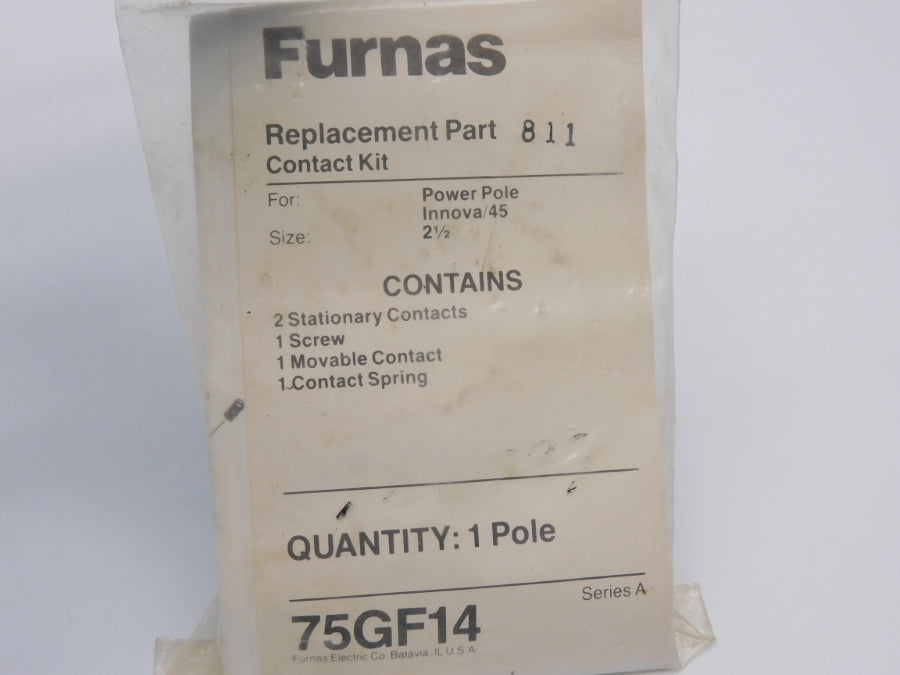 Furnas
Replacement Part 811
Contact Kit
For: Power Pole
Innova/45
Size: 2½
CONTAINS
2 Stationary Contacts
1 Screw
1 Movable Contact
1 Contact Spring
QUANTITY: 1 Pole
Series A
75GF14
Furnas Electric Co. Batavia, IL U.S.A.